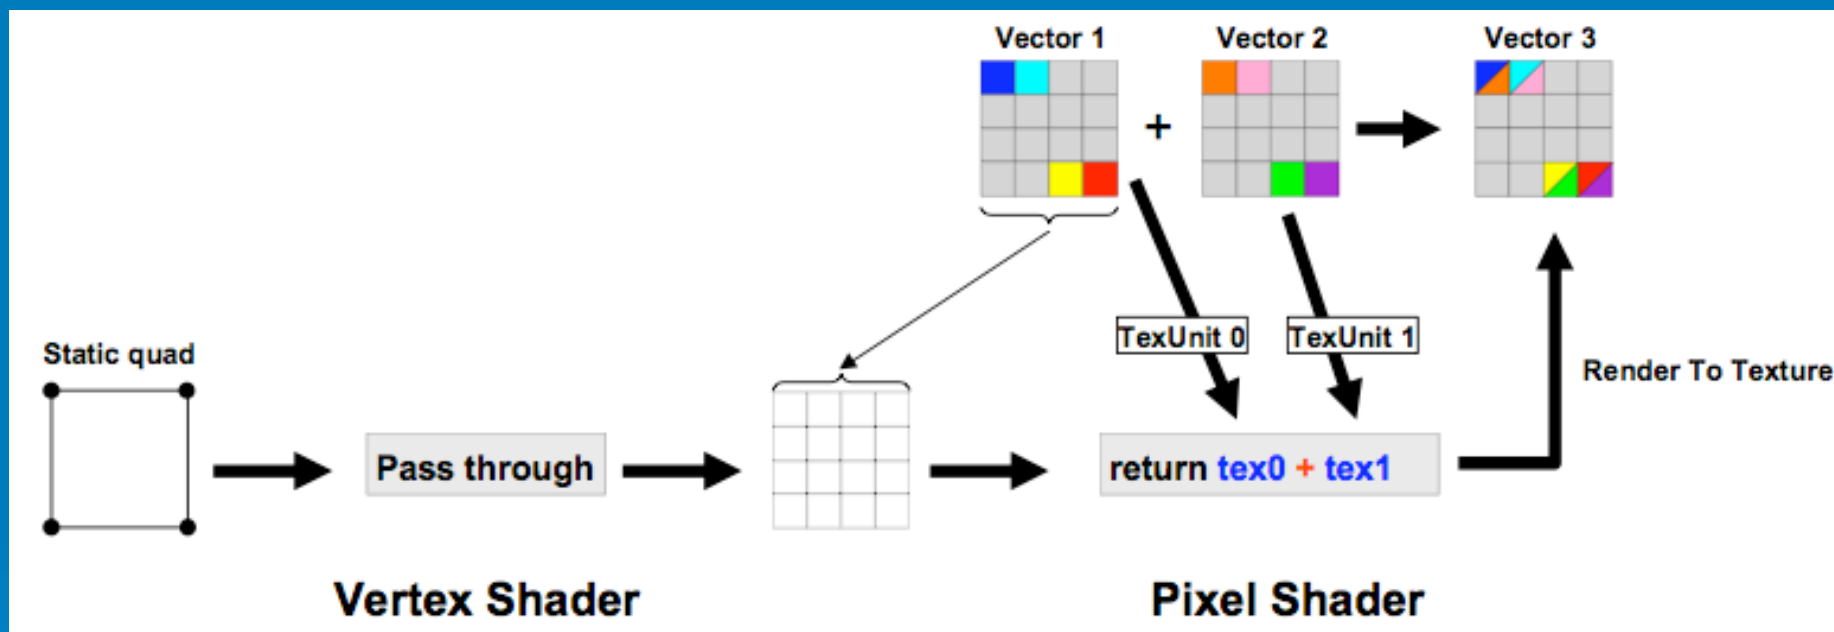 Vector 1
Vector 2
Vector 3
+
TexUnit 0
TexUnit 1
Static quad
Render To Texture
Pass through
return tex0 + tex1
Vertex Shader
Pixel Shader